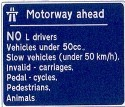 Motorway ahead
NO L drivers
Vehicles under 50cc.
Slow vehicles (under 50 km/h).
Invalid - carriages,
Pedal - cycles,
Pedestrians,
Animals